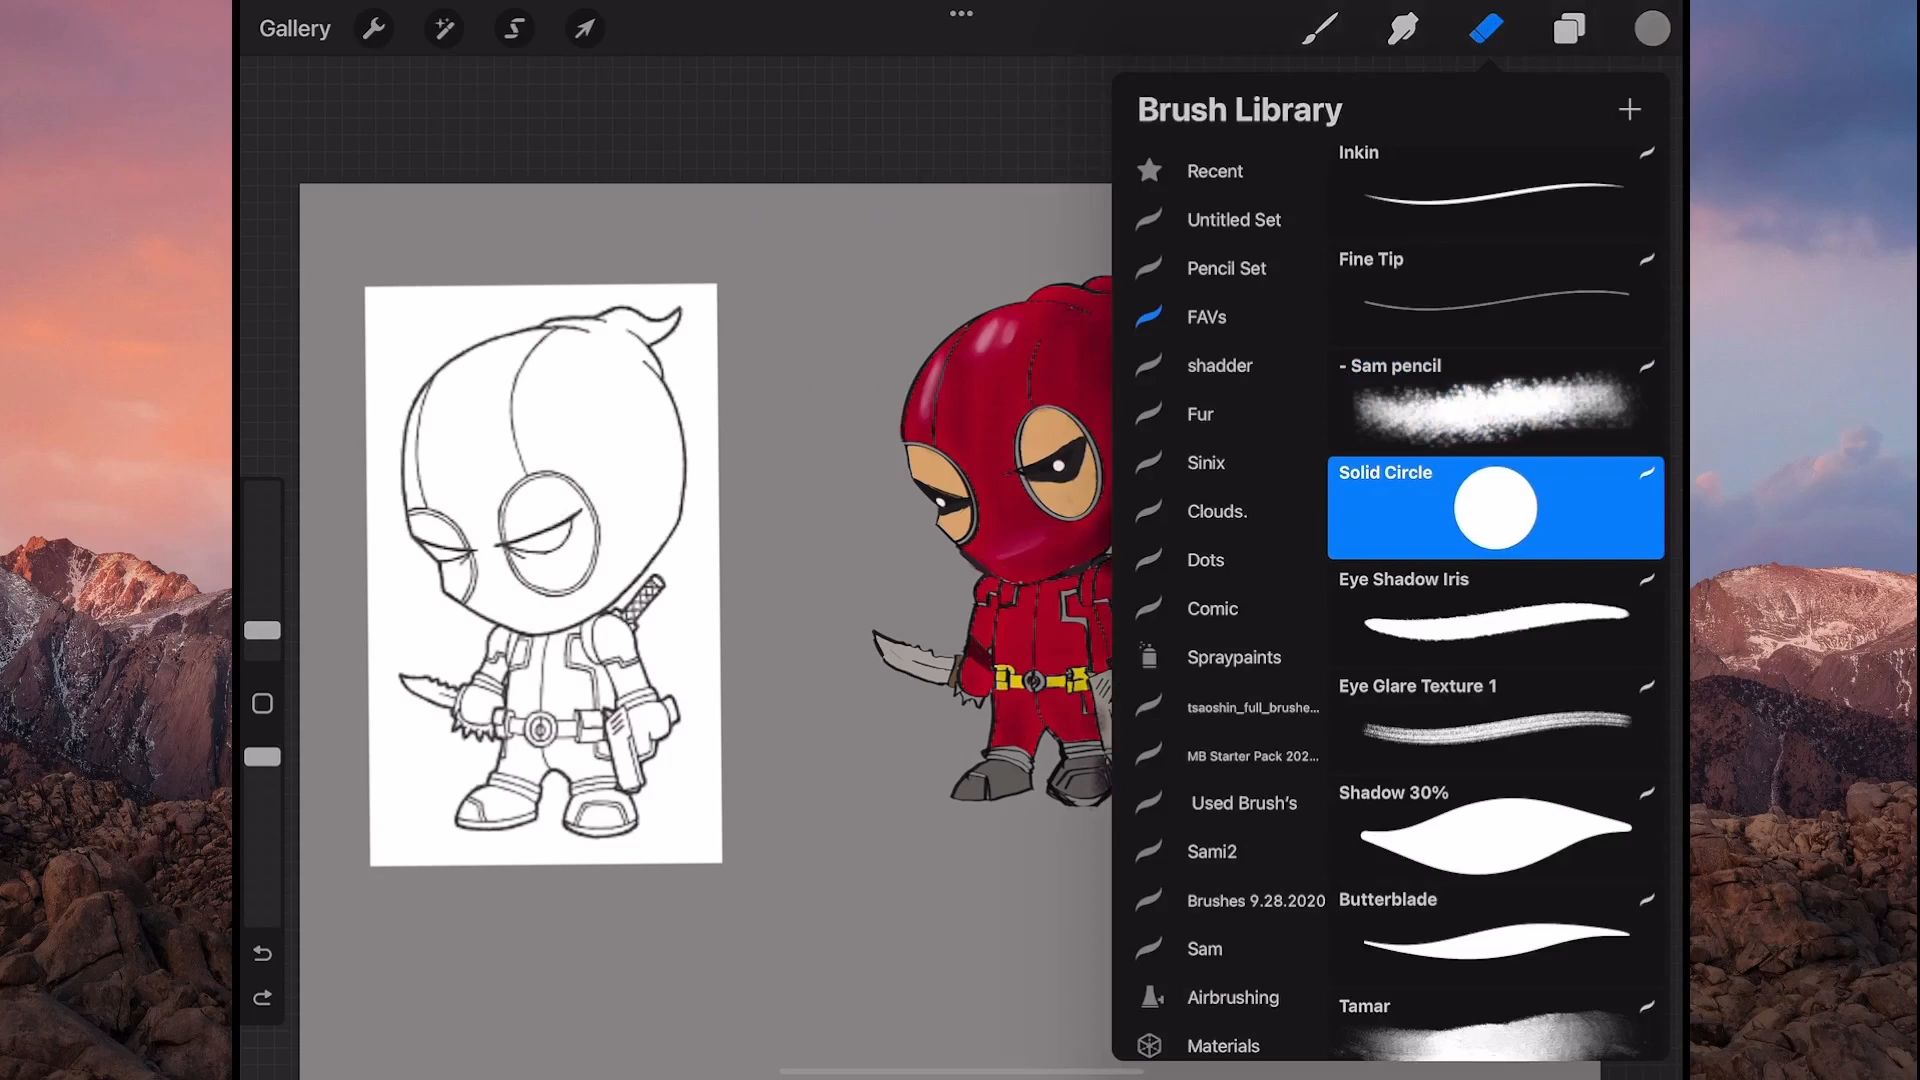 Gallery
Brush Library
Recent
Untitled Set
Pencil Set
FAVs
shadder
Fur
Sinix
Clouds.
Dots
Comic
Spraypaints
tsaoshin_full_brushe...
MB Starter Pack 202...
Used Brush’s
Sami2
Brushes 9.28.2020
Sam
Airbrushing
Materials
Inkin
Fine Tip
- Sam pencil
Solid Circle
Eye Shadow Iris
Eye Glare Texture 1
Shadow 30%
Butterblade
Tamar